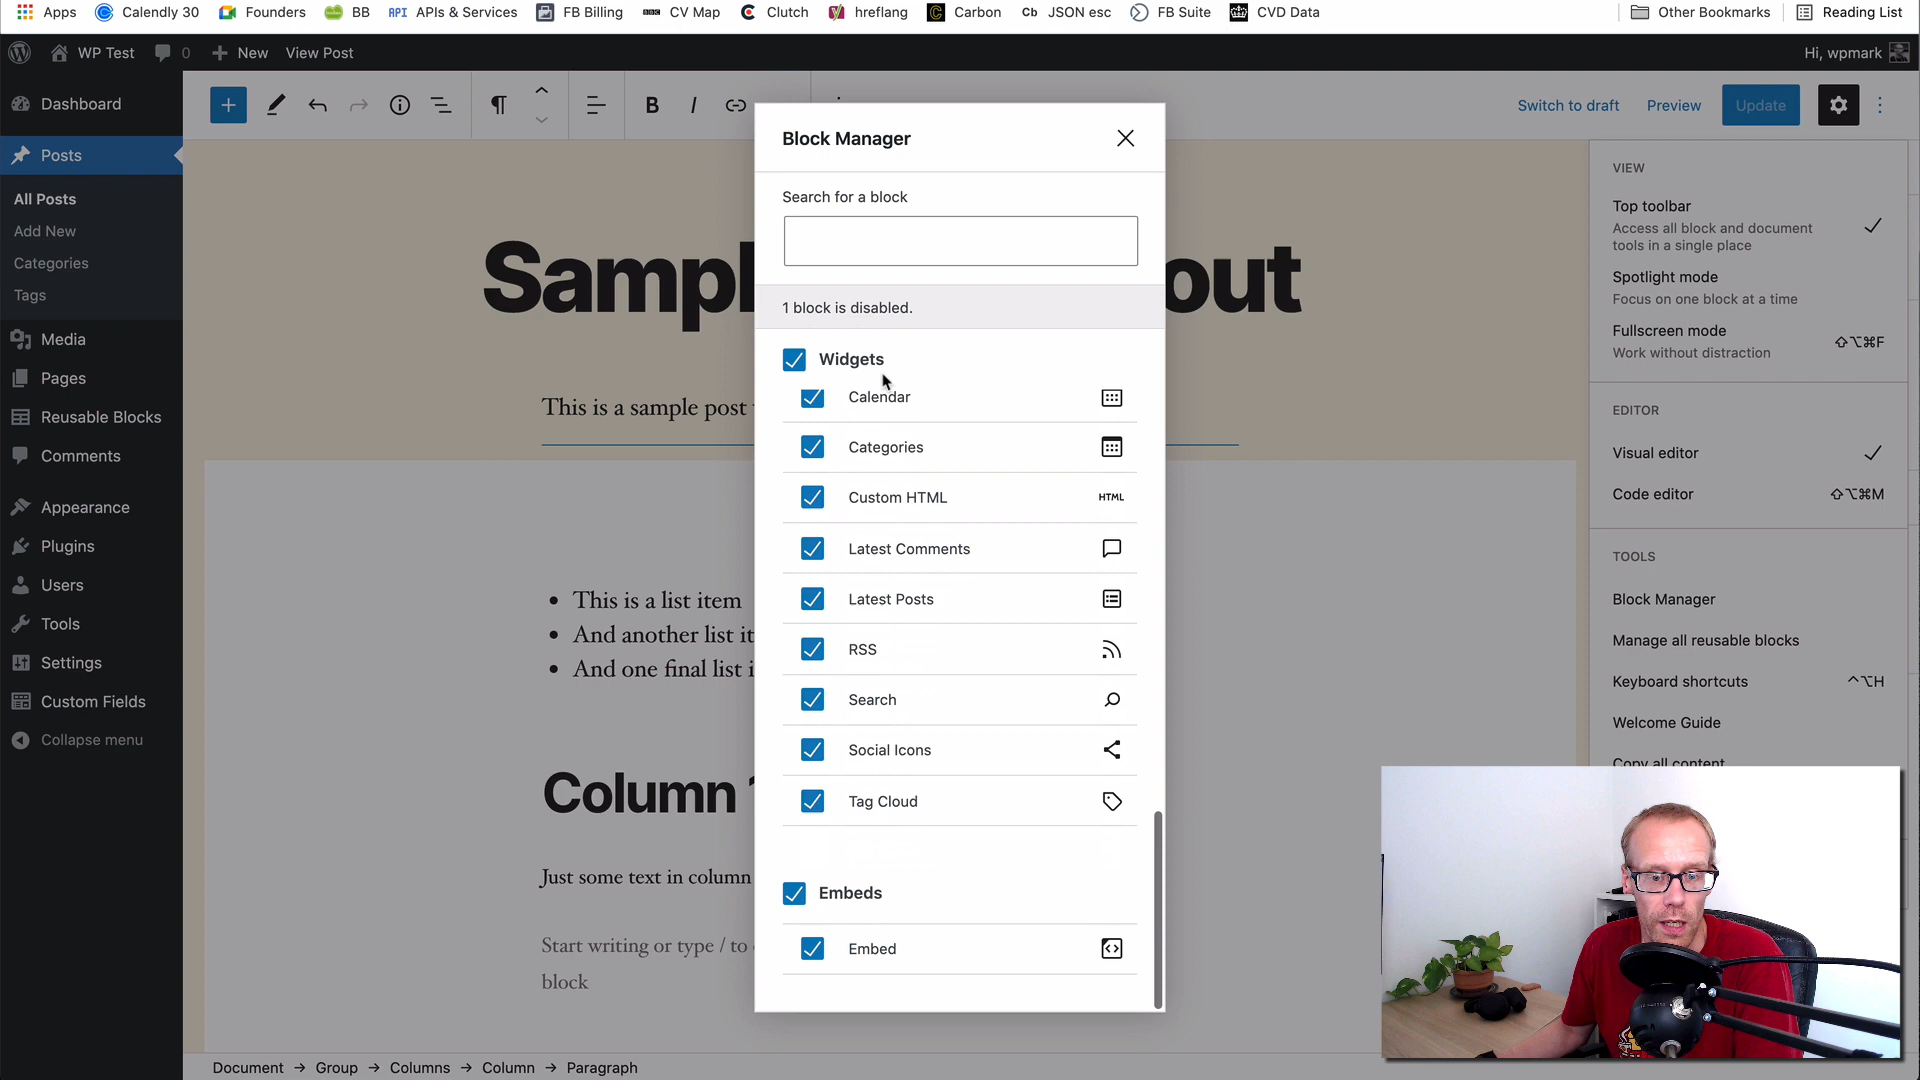 Apps
Calendly 30
Founders
BB
API APIs & Services
FB Billing
BBC CV Map
Clutch
hreflang
Carbon
Cb JSON esc
FB Suite
CVD Data
Other Bookmarks
Reading List
WP Test
0
New
View Post
Hi, wpmark
Dashboard
Posts
All Posts
Add New
Categories
Tags
Media
Pages
Reusable Blocks
Comments
Appearance
Plugins
Users
Tools
Settings
Custom Fields
Collapse menu
B I
Switch to draft
Preview
Update
Sampl
out
This is a sample post
This is a list item
And another list it
And one final list i
Column
Just some text in column
Start writing or type / to
block
Block Manager
Search for a block
1 block is disabled.
Widgets
Calendar
Categories
Custom HTML HTML
Latest Comments
Latest Posts
RSS
Search
Social Icons
Tag Cloud
Embeds
Embed
VIEW
Top toolbar
Access all block and document
tools in a single place
Spotlight mode
Focus on one block at a time
Fullscreen mode ⇧⌥⌘F
Work without distraction
EDITOR
Visual editor
Code editor ⇧⌥⌘M
TOOLS
Block Manager
Manage all reusable blocks
Keyboard shortcuts ^⌥H
Welcome Guide
Copy all content
Document → Group → Columns → Column → Paragraph